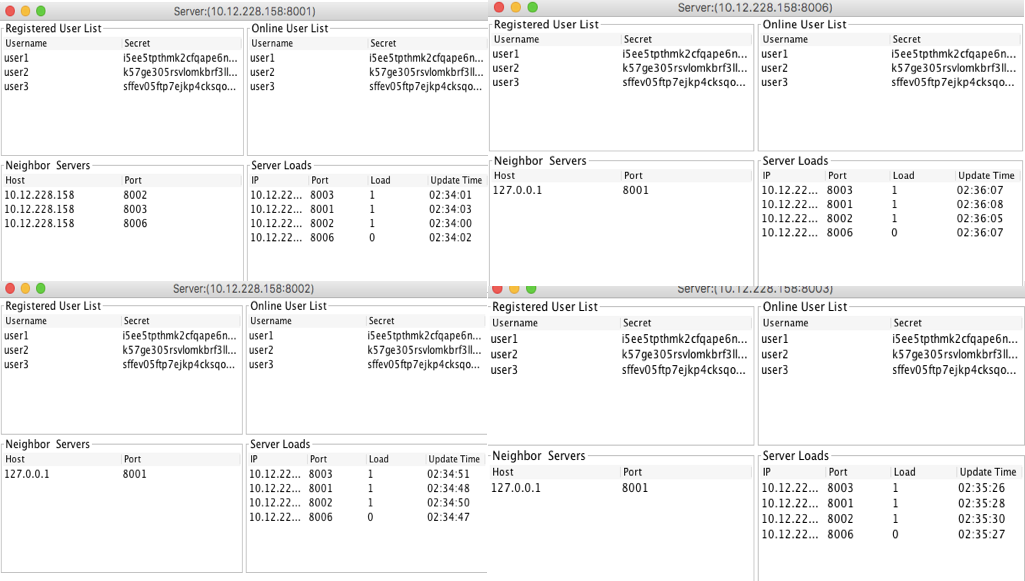 Server:(10.12.228.158:8001)
Registered User List
Username Secret
user1 i5ee5tpthmk2cfqape6n...
user2 k57ge305rsvlomkbrf3ll...
user3 sffev05ftp7ejkp4cksqo...
Online User List
Username Secret
user1 i5ee5tpthmk2cfqape6n...
user2 k57ge305rsvlomkbrf3ll...
user3 sffev05ftp7ejkp4cksqo...
Neighbor Servers
Host Port
10.12.228.158 8002
10.12.228.158 8003
10.12.228.158 8006
Server Loads
IP Port Load Update Time
10.12.22... 8003 1 02:34:01
10.12.22... 8001 1 02:34:03
10.12.22... 8002 1 02:34:00
10.12.22... 8006 0 02:34:02
Server:(10.12.228.158:8006)
Registered User List
Username Secret
user1 i5ee5tpthmk2cfqape6n...
user2 k57ge305rsvlomkbrf3ll...
user3 sffev05ftp7ejkp4cksqo...
Online User List
Username Secret
user1 i5ee5tpthmk2cfqape6n...
user2 k57ge305rsvlomkbrf3ll...
user3 sffev05ftp7ejkp4cksqo...
Neighbor Servers
Host Port
127.0.0.1 8001
Server Loads
IP Port Load Update Time
10.12.22... 8003 1 02:36:07
10.12.22... 8001 1 02:36:08
10.12.22... 8002 1 02:36:05
10.12.22... 8006 0 02:36:07
Server:(10.12.228.158:8002)
Registered User List
Username Secret
user1 i5ee5tpthmk2cfqape6n...
user2 k57ge305rsvlomkbrf3ll...
user3 sffev05ftp7ejkp4cksqo...
Online User List
Username Secret
user1 i5ee5tpthmk2cfqape6n...
user2 k57ge305rsvlomkbrf3ll...
user3 sffev05ftp7ejkp4cksqo...
Neighbor Servers
Host Port
127.0.0.1 8001
Server Loads
IP Port Load Update Time
10.12.22... 8003 1 02:34:51
10.12.22... 8001 1 02:34:48
10.12.22... 8002 1 02:34:50
10.12.22... 8006 0 02:34:47
Server:(10.12.228.158:8003)
Registered User List
Username Secret
user1 i5ee5tpthmk2cfqape6n...
user2 k57ge305rsvlomkbrf3ll...
user3 sffev05ftp7ejkp4cksqo...
Online User List
Username Secret
user1 i5ee5tpthmk2cfqape6n...
user2 k57ge305rsvlomkbrf3ll...
user3 sffev05ftp7ejkp4cksqo...
Neighbor Servers
Host Port
127.0.0.1 8001
Server Loads
IP Port Load Update Time
10.12.22... 8003 1 02:35:26
10.12.22... 8001 1 02:35:28
10.12.22... 8002 1 02:35:30
10.12.22... 8006 0 02:35:27